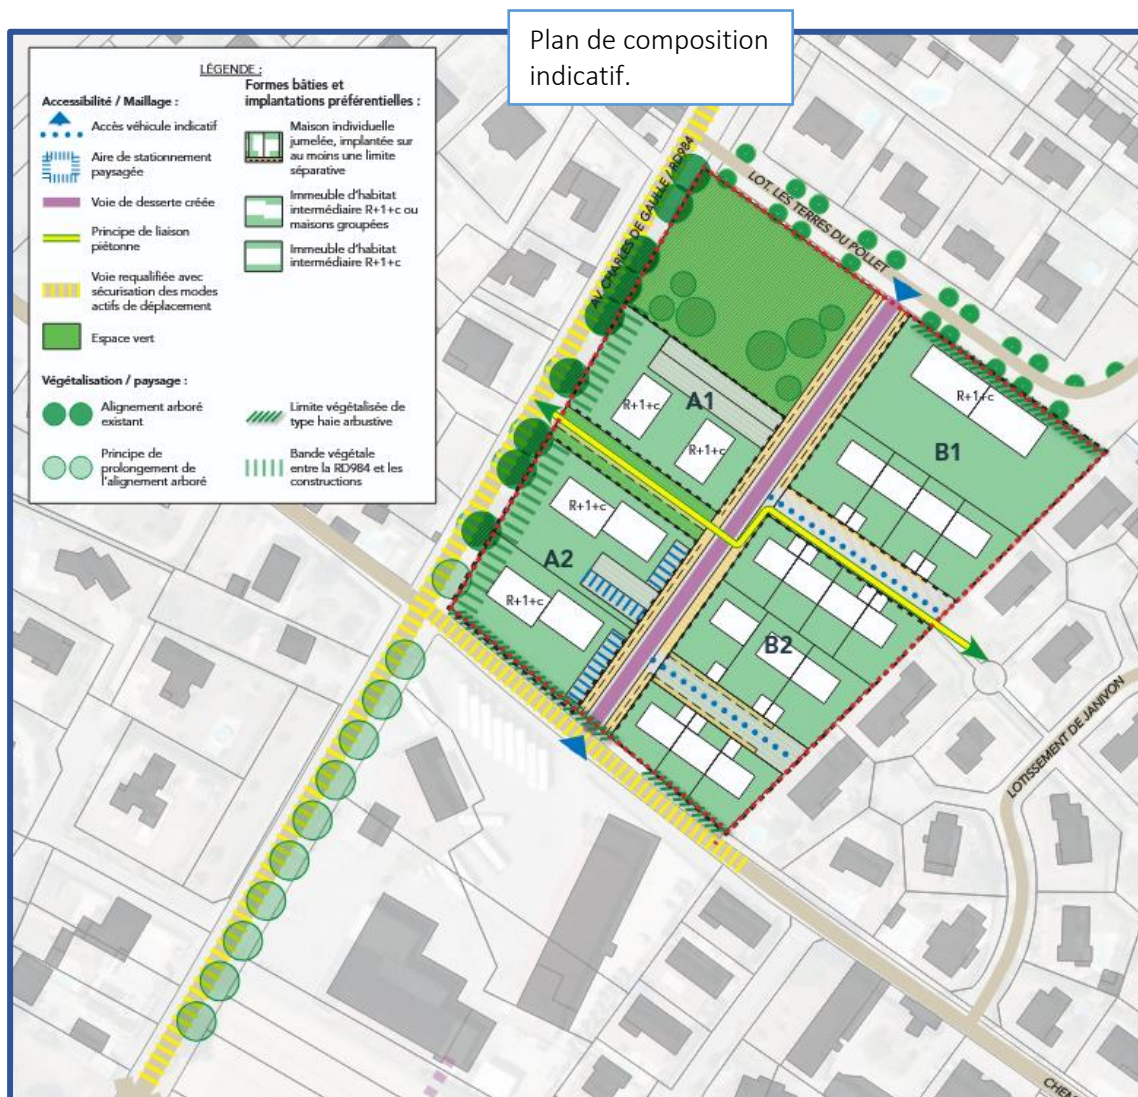 Plan de composition
indicatif.
LÉGENDE :
Accessibilité / Maillage :
Accès véhicule indicatif
Aire de stationnement
paysagée
Voie de desserte créée
Principe de liaison
piétonne
Voie requalifiée avec
sécurisation des modes
actifs de déplacement
Espace vert
Formes bâties et
implantations préférentielles :
Maison individuelle
jumelée, implantée sur
au moins une limite
séparative
Immeuble d'habitat
intermédiaire R+1+c ou
maisons groupées
Immeuble d'habitat
intermédiaire R+1+c
Végétalisation / paysage :
Alignement arboré
existant
Principe de
prolongement de
l'alignement arboré
Limite végétalisée de
type haie arbustive
Bande végétale
entre la RD984 et les
constructions
AV CHARLES DE GAULLE / RD984
LOT. LES TERRES DU POLLET
A1
R+1+c
R+1+c
B1
R+1+c
A2
R+1+c
R+1+c
B2
LOTISSEMENT DE JANIVON
CHEM